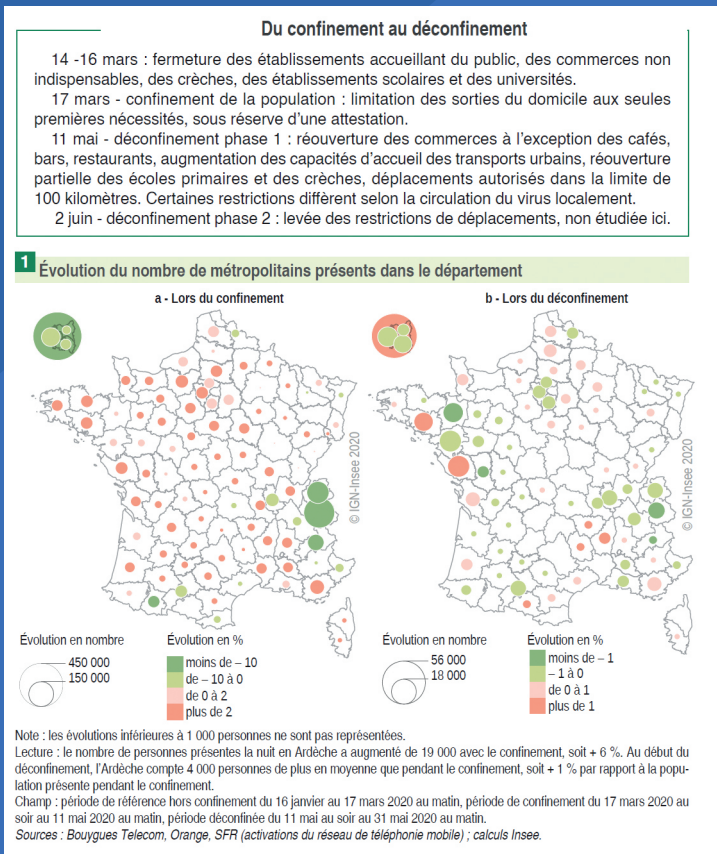 Du confinement au déconfinement
14 -16 mars : fermeture des établissements accueillant du public, des commerces non
indispensables, des crèches, des établissements scolaires et des universités.
17 mars - confinement de la population : limitation des sorties du domicile aux seules
premières nécessités, sous réserve d’une attestation.
11 mai - déconfinement phase 1 : réouverture des commerces à l’exception des cafés,
bars, restaurants, augmentation des capacités d’accueil des transports urbains, réouverture
partielle des écoles primaires et des crèches, déplacements autorisés dans la limite de
100 kilomètres. Certaines restrictions diffèrent selon la circulation du virus localement.
2 juin - déconfinement phase 2 : levée des restrictions de déplacements, non étudiée ici.
1 Évolution du nombre de métropolitains présents dans le département
a - Lors du confinement
© IGN-Insee 2020
Évolution en nombre
450 000
150 000
Évolution en %
moins de – 10
de – 10 à 0
de 0 à 2
plus de 2
b - Lors du déconfinement
© IGN-Insee 2020
Évolution en nombre
56 000
18 000
Évolution en %
moins de – 1
– 1 à 0
de 0 à 1
plus de 1
Note : les évolutions inférieures à 1 000 personnes ne sont pas représentées.
Lecture : le nombre de personnes présentes la nuit en Ardèche a augmenté de 19 000 avec le confinement, soit + 6 %. Au début du
déconfinement, l’Ardèche compte 4 000 personnes de plus en moyenne que pendant le confinement, soit + 1 % par rapport à la popu-
lation présente pendant le confinement.
Champ : période de référence hors confinement du 16 janvier au 17 mars 2020 au matin, période de confinement du 17 mars 2020 au
soir au 11 mai 2020 au matin, période déconfinée du 11 mai au soir au 31 mai 2020 au matin.
Sources : Bouygues Telecom, Orange, SFR (activations du réseau de téléphonie mobile) ; calculs Insee.